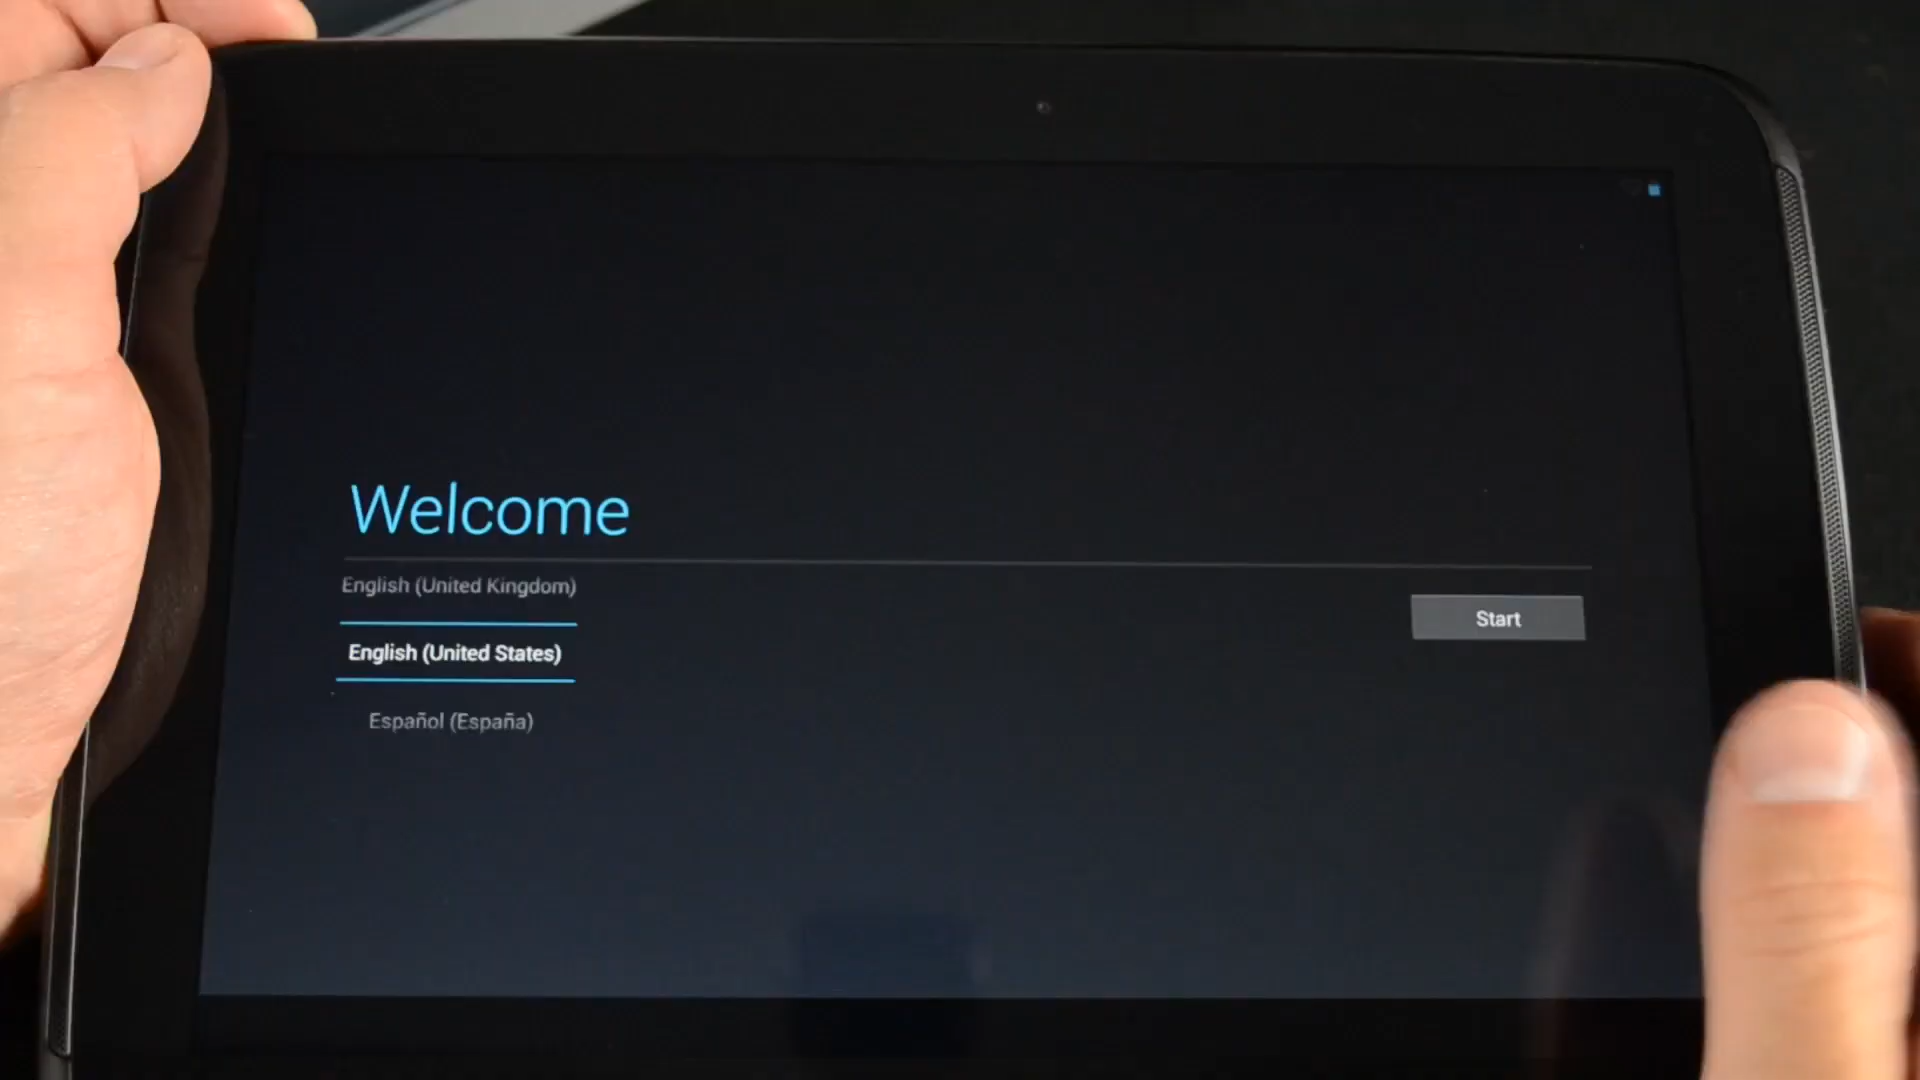 Welcome
English (United Kingdom)
Start
English (United States)
Español (España)